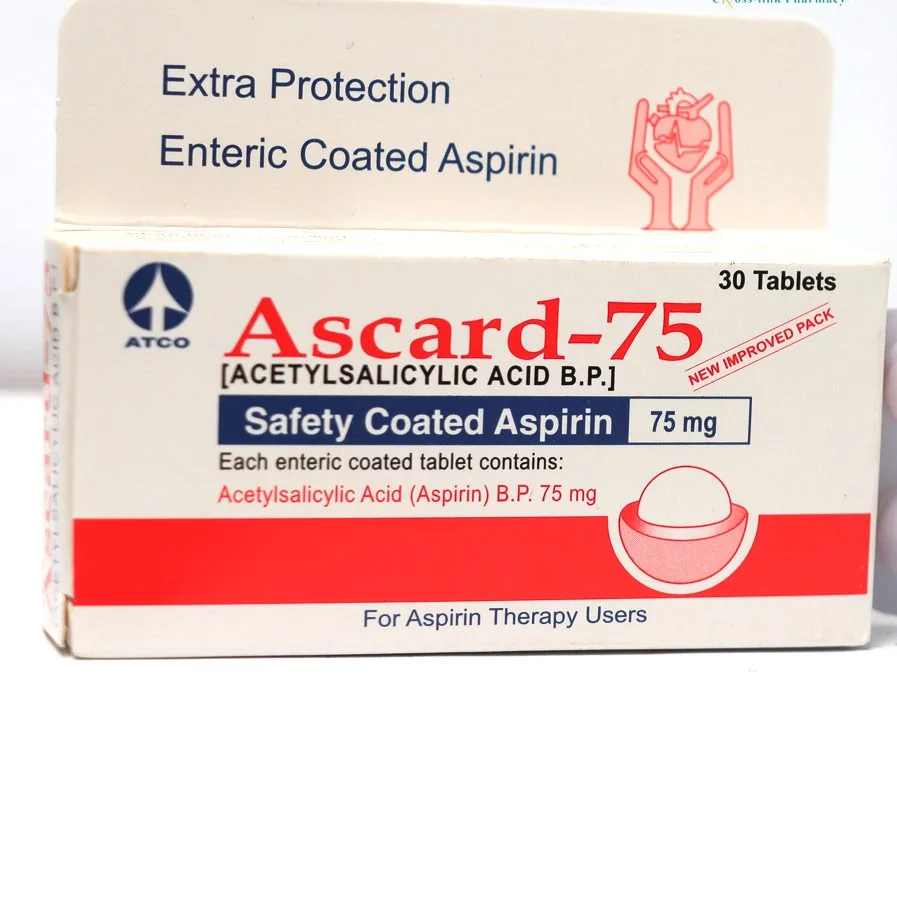 Extra Protection
Enteric Coated Aspirin
30 Tablets
ATCO
Ascard-75
NEW IMPROVED PACK
[ACETYLSALICYLIC ACID B.P.]
Safety Coated Aspirin 75 mg
Each enteric coated tablet contains:
Acetylsalicylic Acid (Aspirin) B.P. 75 mg
For Aspirin Therapy Users